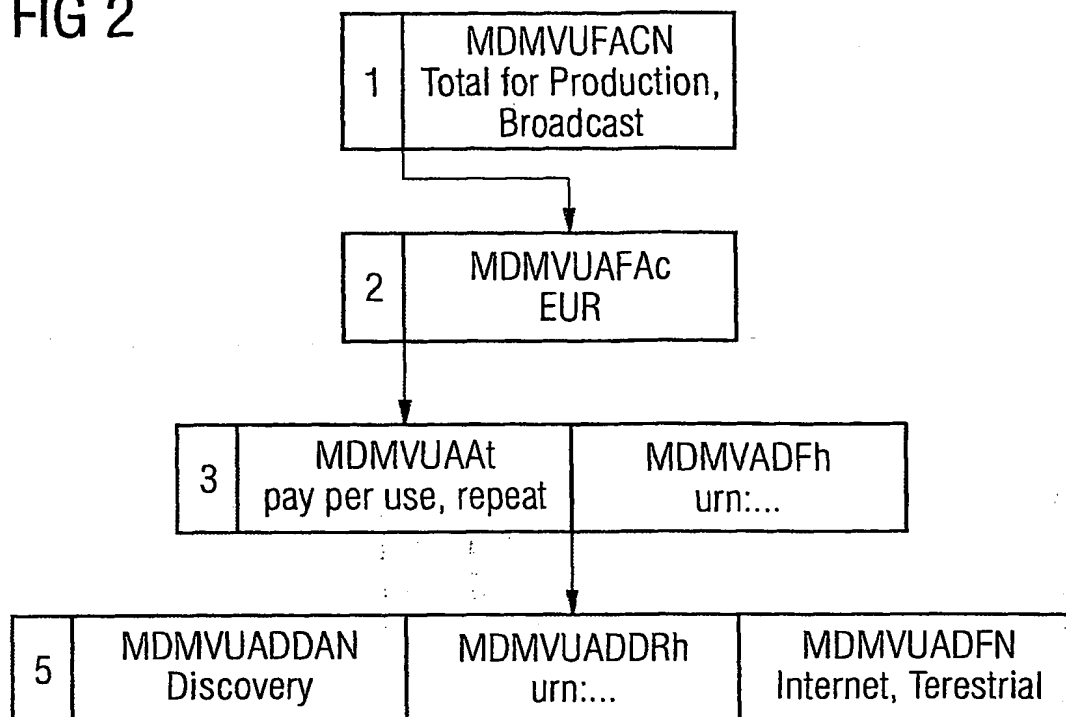 FIG 2
1
MDMVUFACN
Total for Production,
Broadcast
2
MDMVUAFAc
EUR
3
MDMVUAAt
pay per use, repeat
MDMVADFh
urn:...
5
MDMVUADDAN
Discovery
MDMVUADDRh
urn:...
MDMVUADFN
Internet, Terestrial